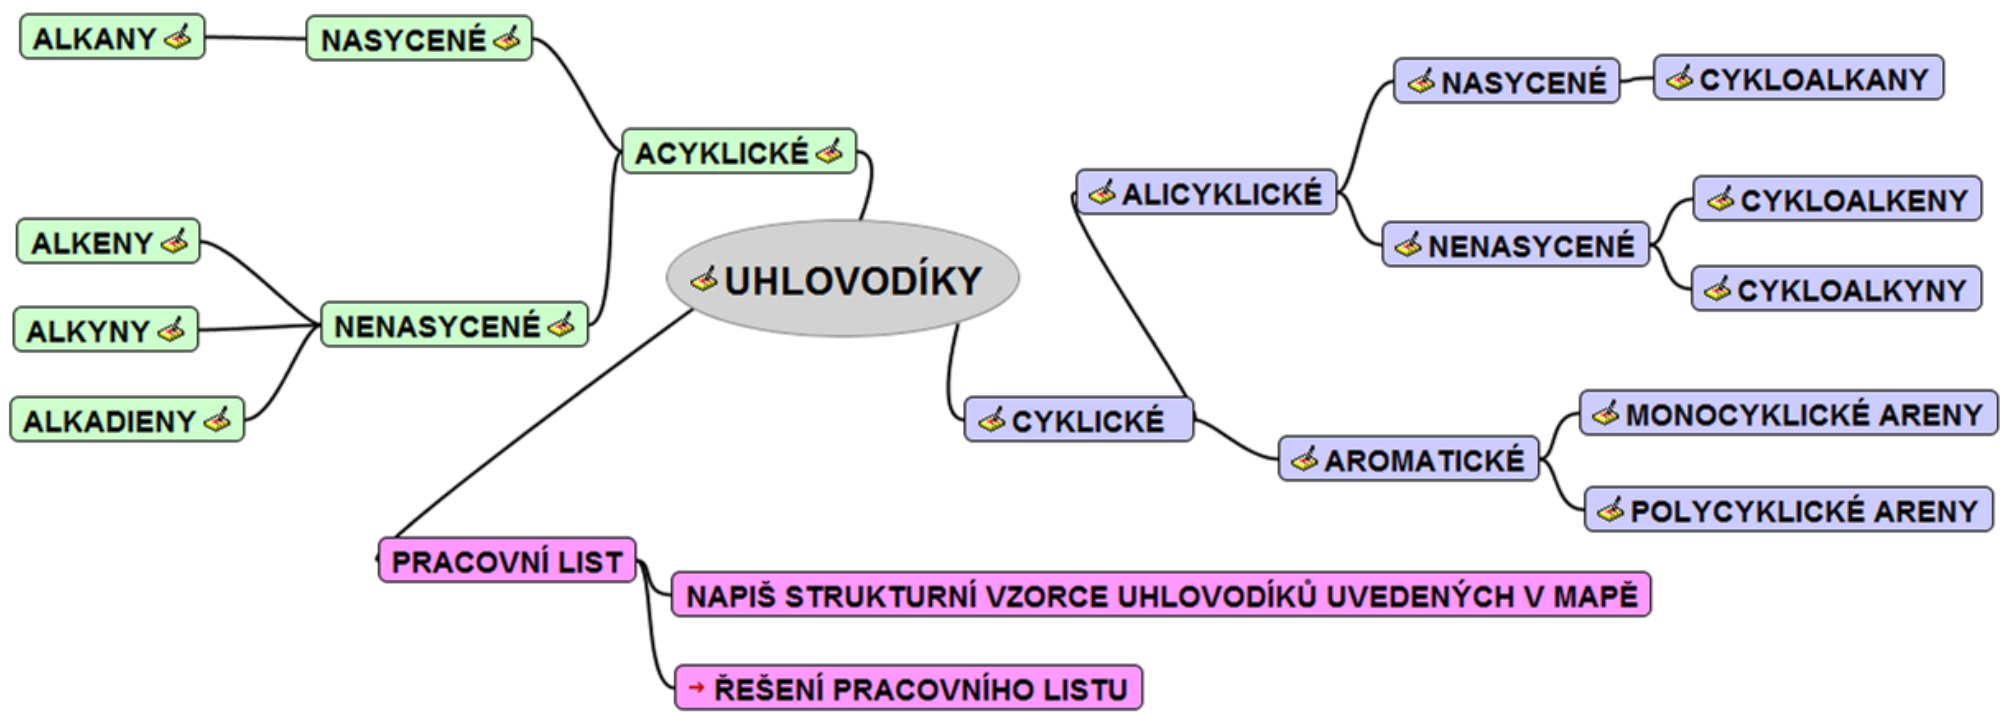 ALKANY
NASYCENÉ
ACYKLICKÉ
ALKENY
ALKYNY
NENASYCENÉ
ALKADIENY
UHLOVODÍKY
NASYCENÉ
CYKLOALKANY
ALICYKLICKÉ
CYKLOALKENY
NENASYCENÉ
CYKLOALKYNY
CYKLICKÉ
MONOCYKLICKÉ ARENY
AROMATICKÉ
POLYCYKLICKÉ ARENY
PRACOVNÍ LIST
NAPIŠ STRUKTURNÍ VZORCE UHLOVODÍKŮ UVEDENÝCH V MAPĚ
ŘEŠENÍ PRACOVNÍHO LISTU